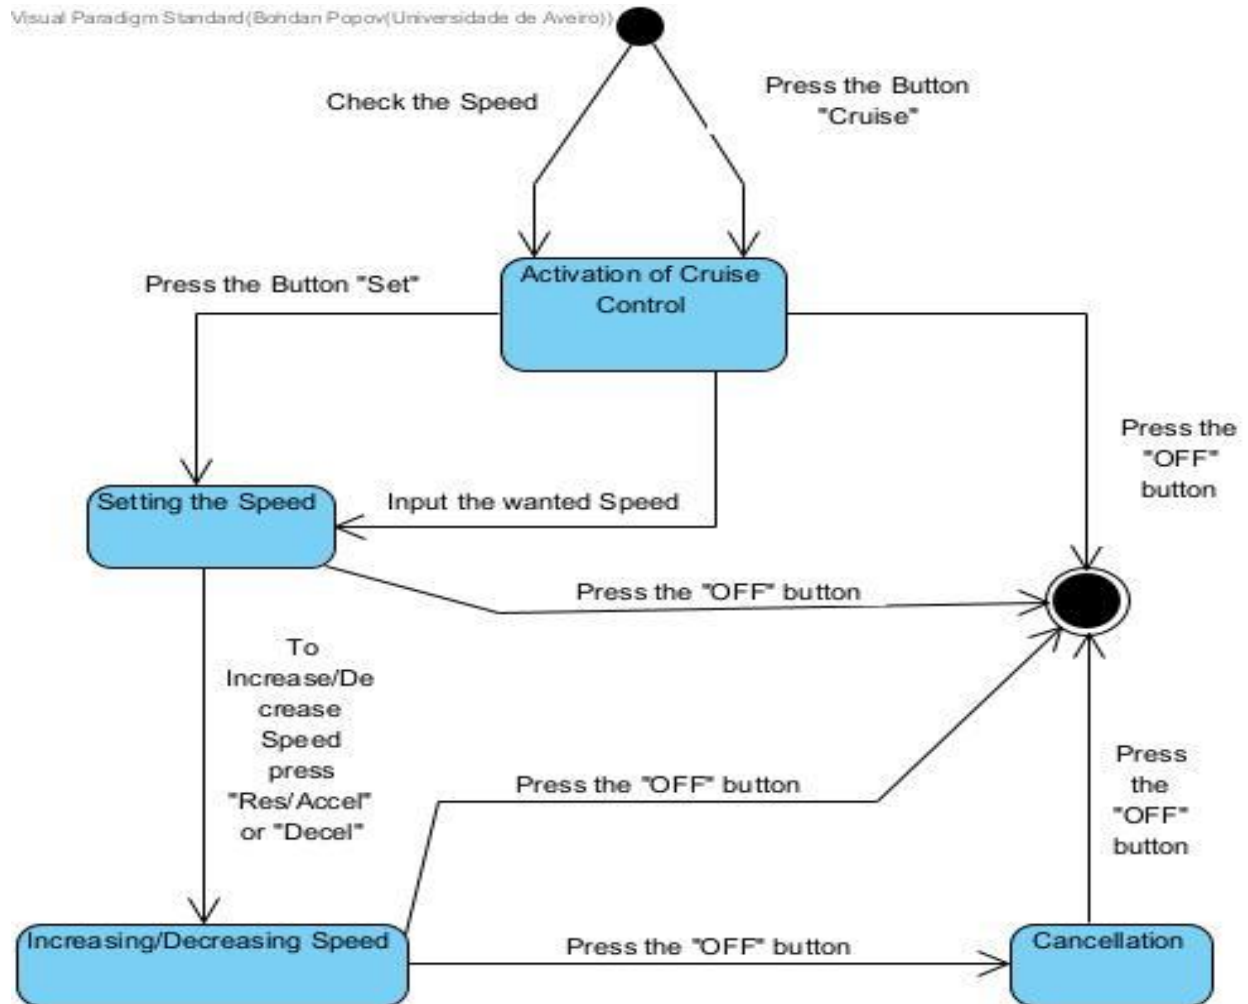 Visual Paradigm Standard(Bohdan Popov(Universidade de Aveiro))
Check the Speed
Press the Button
"Cruise"
Activation of Cruise
Control
Press the Button "Set"
Press the
"OFF"
button
Setting the Speed
Input the wanted Speed
Press the "OFF" button
To
Increase/De
crease
Speed
press
"Res/Accel"
or "Decel"
Press the "OFF" button
Press
the
"OFF"
button
Increasing/Decreasing Speed
Press the "OFF" button
Cancellation